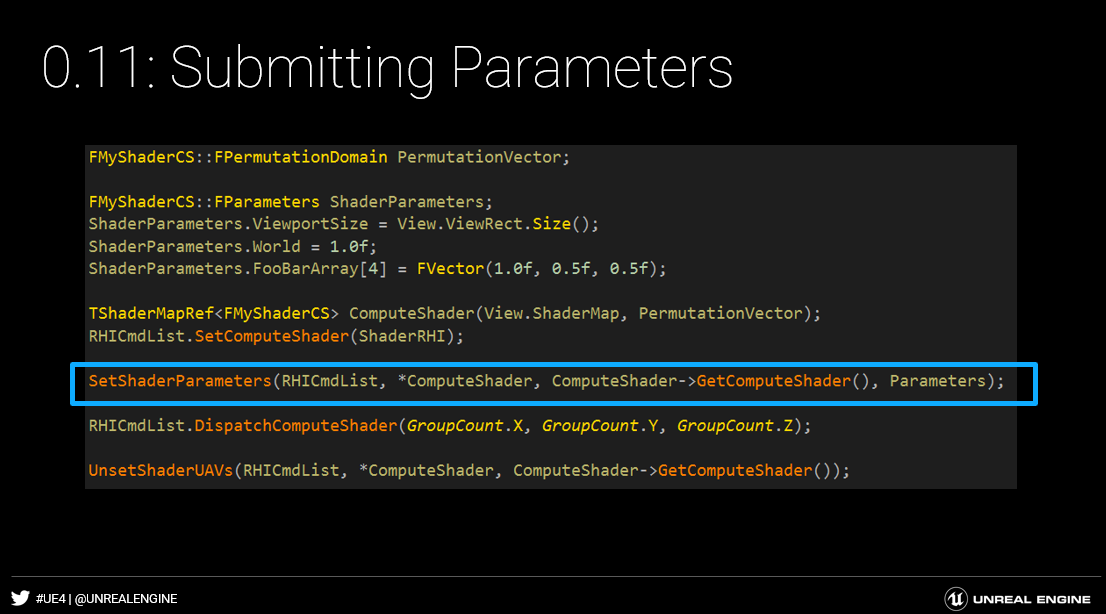 0.11: Submitting Parameters
FMyShaderCS::FPermutationDomain PermutationVector;
FMyShaderCS::FParameters ShaderParameters;
ShaderParameters.ViewportSize = View.ViewRect.Size();
ShaderParameters.World = 1.0f;
ShaderParameters.FooBarArray[4] = FVector(1.0f, 0.5f, 0.5f);
TShaderMapRef<FMyShaderCS> ComputeShader(View.ShaderMap, PermutationVector);
RHICmdList.SetComputeShader(ShaderRHI);
SetShaderParameters(RHICmdList, *ComputeShader, ComputeShader->GetComputeShader(), Parameters);
RHICmdList.DispatchComputeShader(GroupCount.X, GroupCount.Y, GroupCount.Z);
UnsetShaderUAVs(RHICmdList, *ComputeShader, ComputeShader->GetComputeShader());
#UE4 | @UNREALENGINE
UNREAL ENGINE